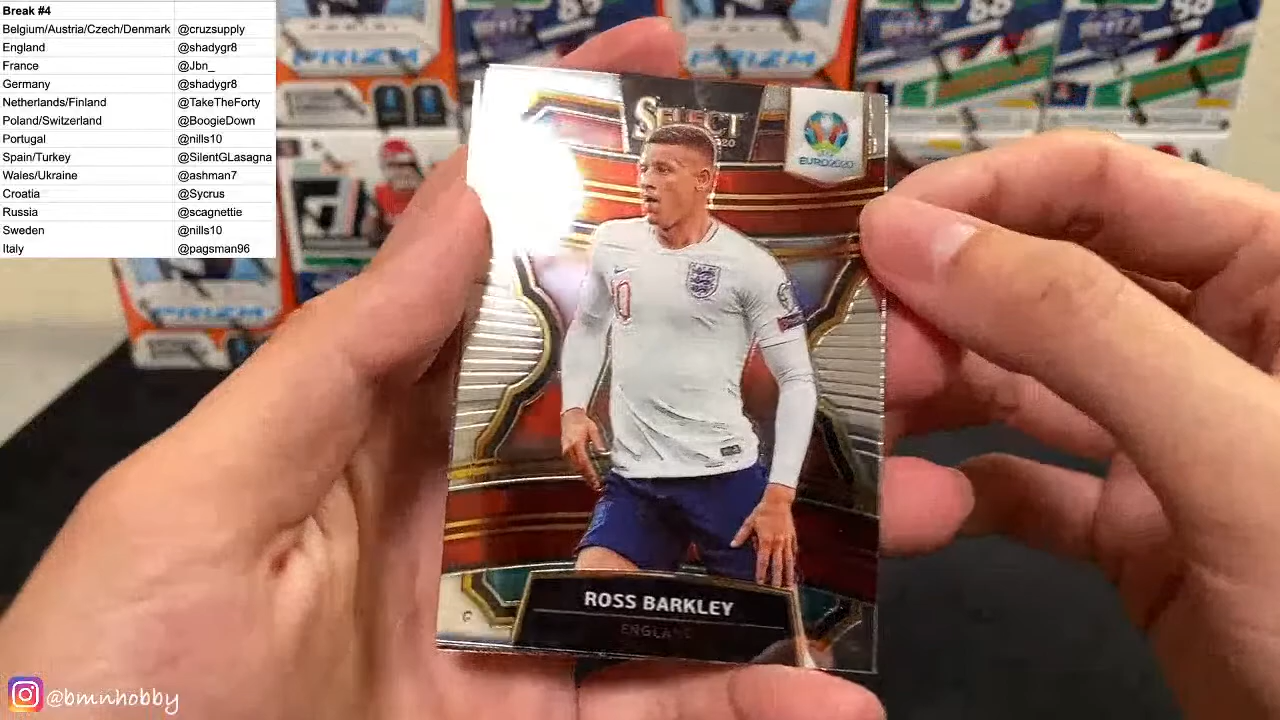 Break #4
Belgium/Austria/Czech/Denmark @cruzsupply
England @shadygr8
France @Jbn_
Germany @shadygr8
Netherlands/Finland @TakeTheForty
Poland/Switzerland @BoogieDown
Portugal @nills10
Spain/Turkey @SilentGLasagna
Wales/Ukraine @ashman7
Croatia @Sycrus
Russia @scagnettie
Sweden @nills10
Italy @pagsman96
PRIZM
PRIZM
SELECT
UEFA
EURO2020
10
ROSS BARKLEY
ENGLAND
@bmnhobby